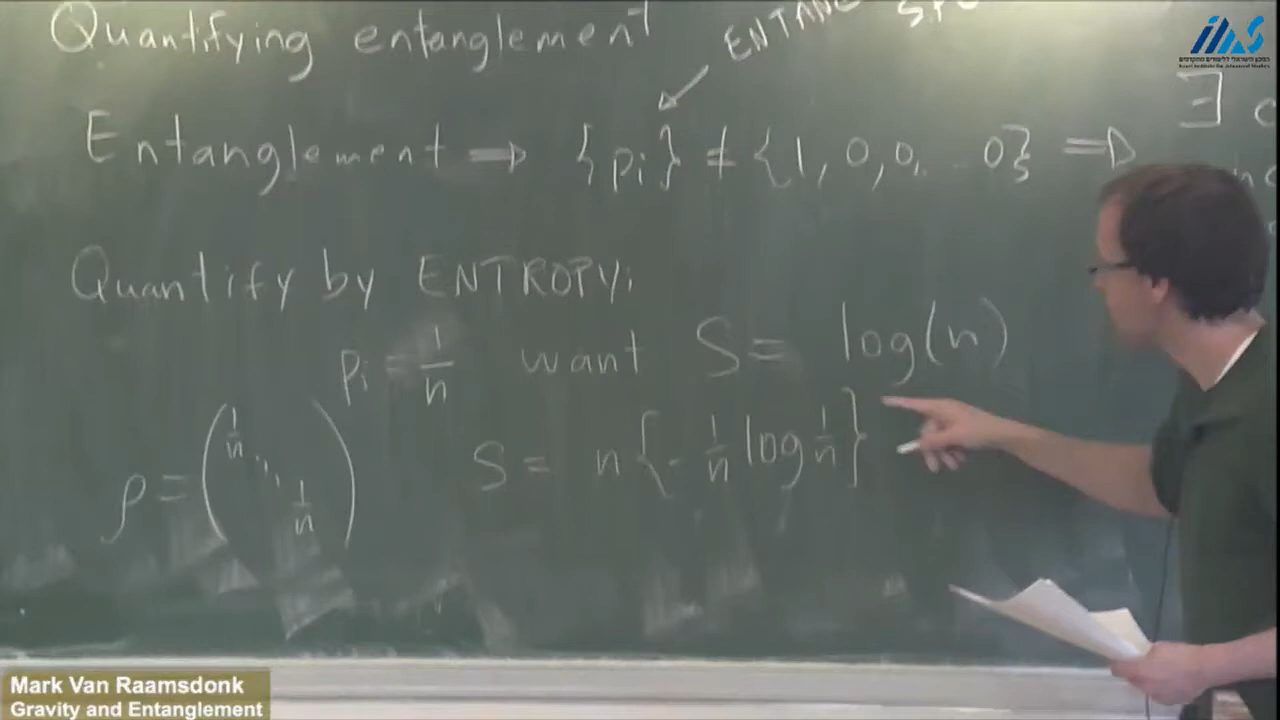 Quantifying entanglement
Entanglement ⇒ {pi} ≠ {1, 0, 0, .. 0} ⇒
∃
Quantify by ENTROPY:
pi = 1/n want S = log(n)
ρ = (1/n ⋱ 1/n) S = n{- 1/n log 1/n}
Mark Van Raamsdonk
Gravity and Entanglement